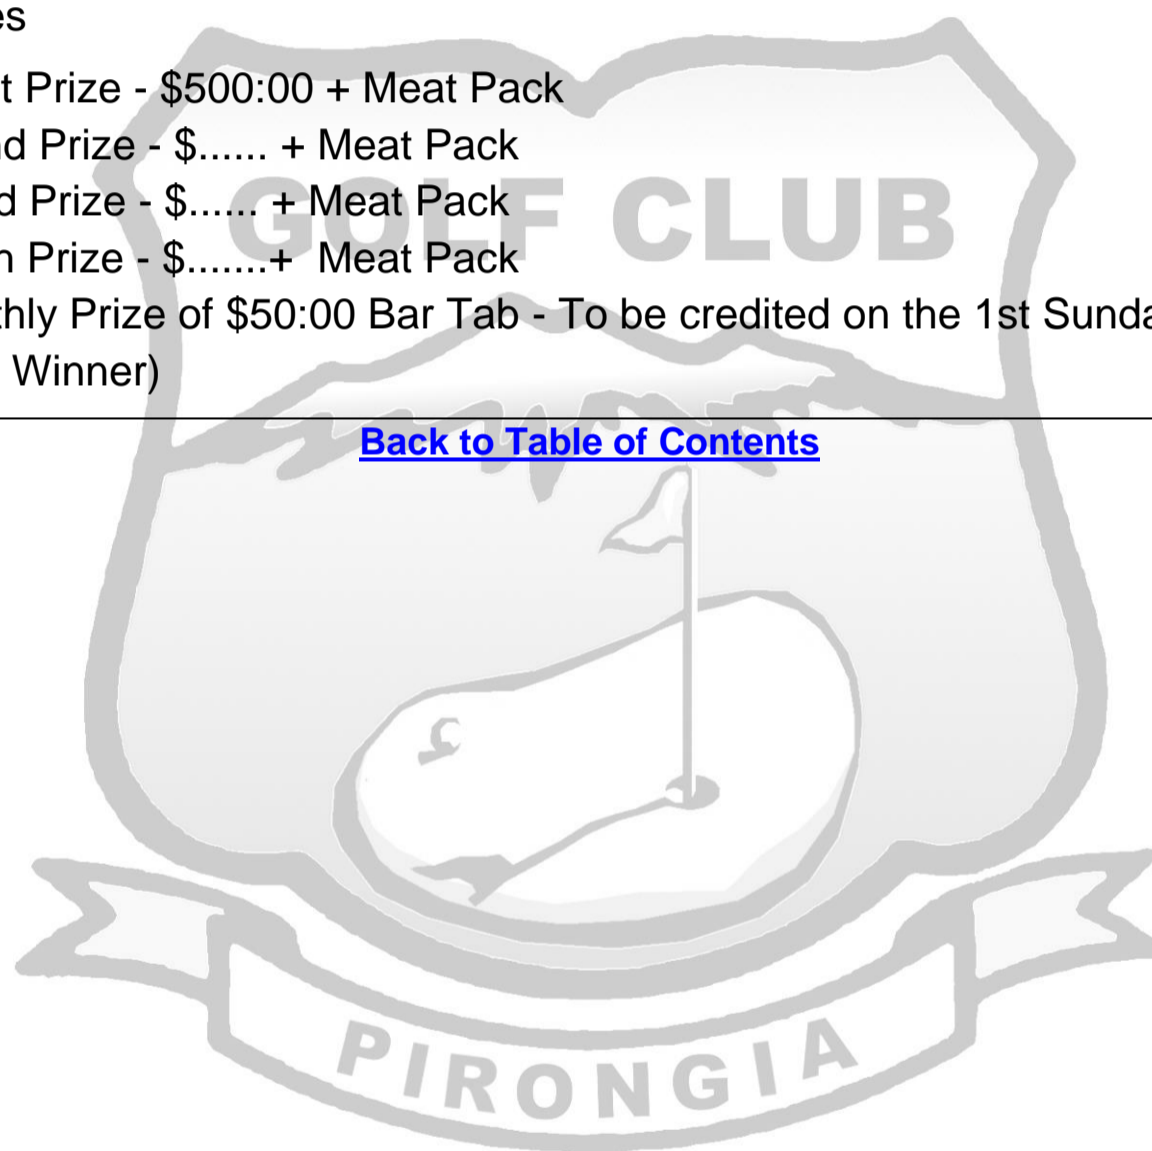 es
t Prize - $500:00 + Meat Pack
d Prize - $...... + Meat Pack
d Prize - $...... + Meat Pack
h Prize - $.......+  Meat Pack
thly Prize of $50:00 Bar Tab - To be credited on the 1st Sunda
Winner)
GOLF CLUB
Back to Table of Contents
PIRONGIA